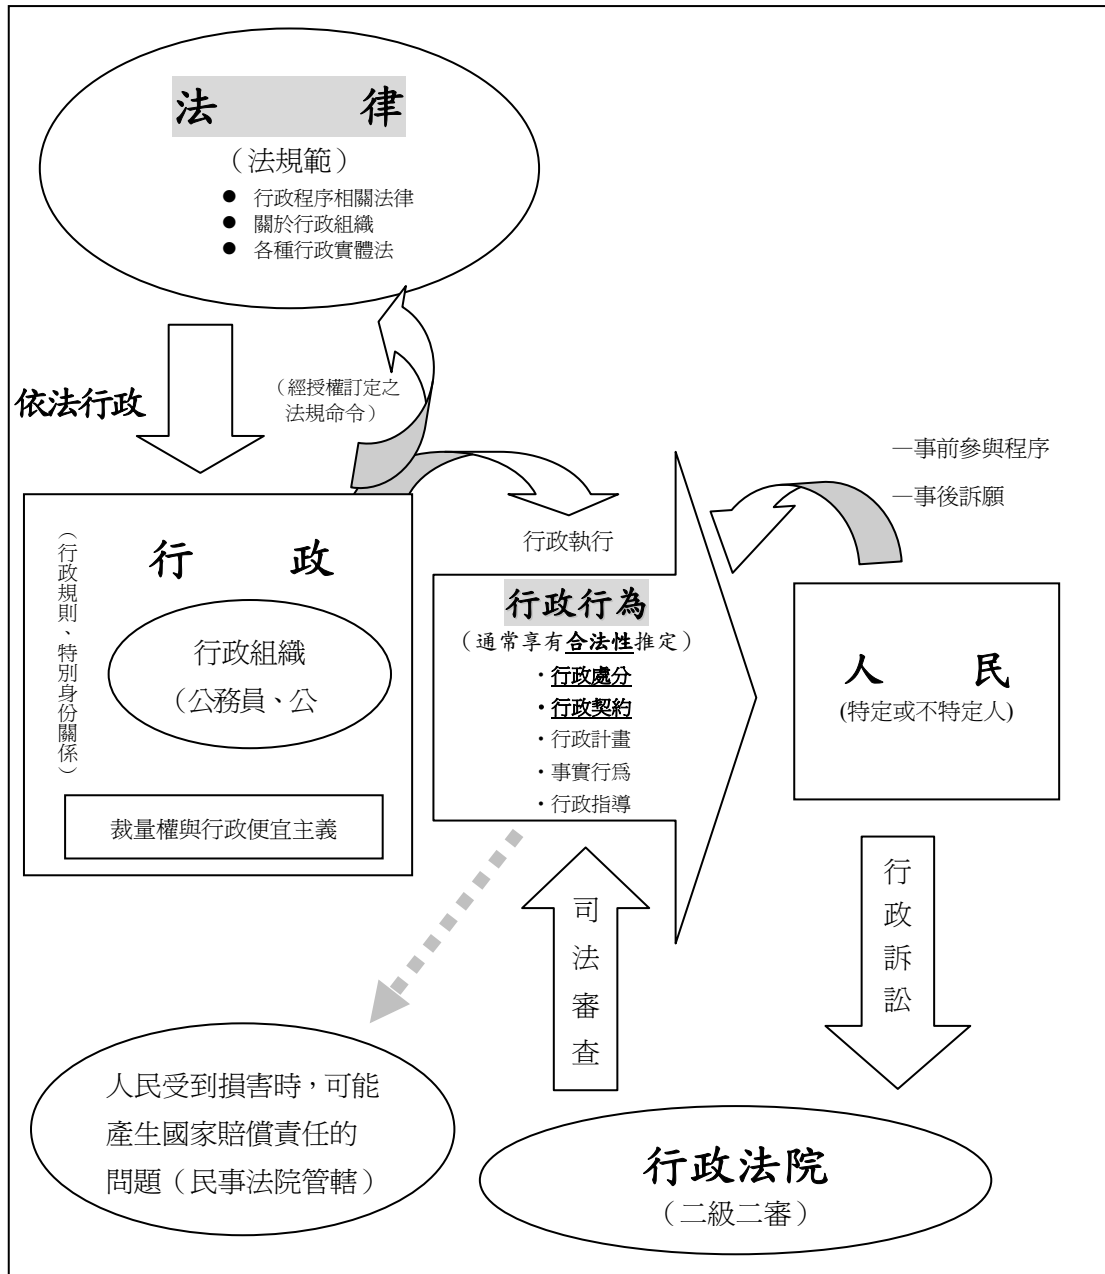 法 律
（法規範）
● 行政程序相關法律
● 關於行政組織
● 各種行政實體法
依法行政
（經授權訂定之
法規命令）
—事前參與程序
—事後訴願
（行政規則、特別身份關係）
行 政
行政組織
（公務員、公
裁量權與行政便宜主義
行政執行
行政行為
（通常享有合法性推定）
・行政處分
・行政契約
・行政計畫
・事實行為
・行政指導
人 民
(特定或不特定人)
司法審查
行政訴訟
人民受到損害時，可能
產生國家賠償責任的
問題（民事法院管轄）
行政法院
（二級二審）